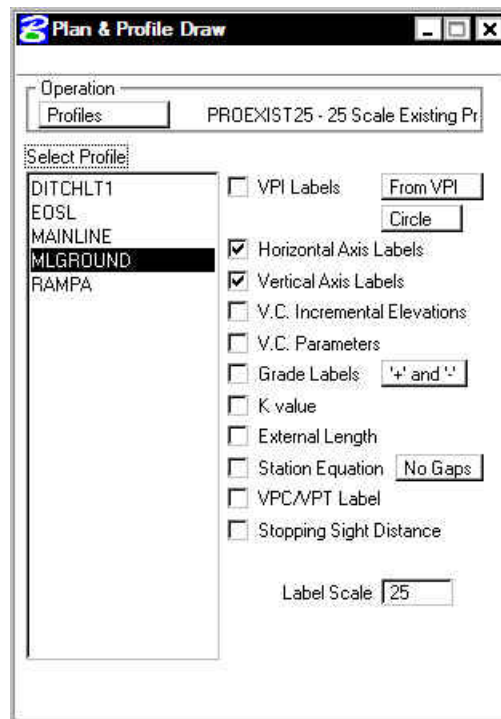 Plan & Profile Draw
Operation
Profiles PROEXIST25 - 25 Scale Existing Pr
Select Profile
DITCHLT1
EOSL
MAINLINE
MLGROUND
RAMPA
VPI Labels From VPI
Circle
Horizontal Axis Labels
Vertical Axis Labels
V.C. Incremental Elevations
V.C. Parameters
Grade Labels '+' and '-'
K value
External Length
Station Equation No Gaps
VPC/VPT Label
Stopping Sight Distance
Label Scale 25